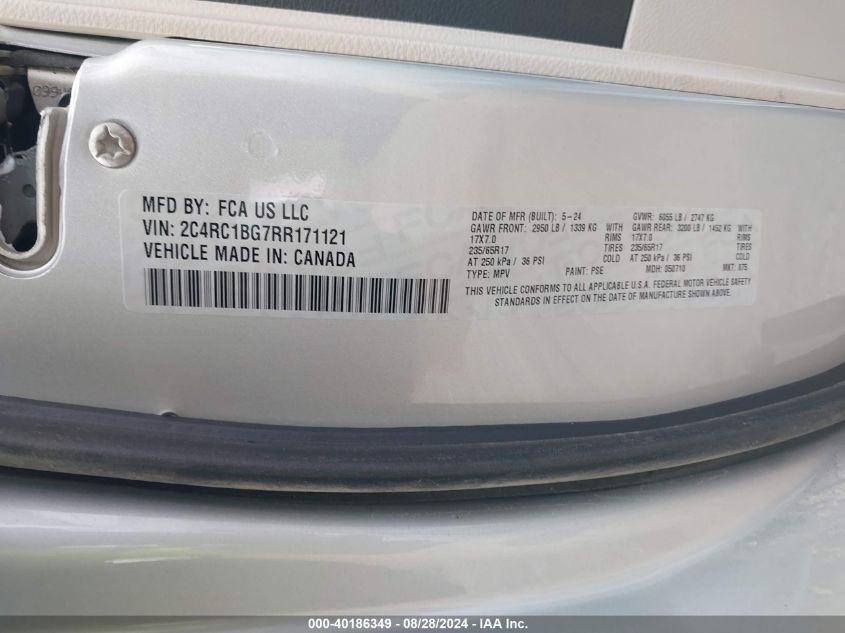 MFD BY: FCA US LLC
VIN: 2C4RC1BG7RR171121
VEHICLE MADE IN: CANADA
DATE OF MFR (BUILT): 5-24 GVWR: 6055 LB / 2747 KG
GAWR FRONT: 2950 LB / 1339 KG WITH GAWR REAR: 3200 LB / 1452 KG WITH
17X7.0 RIMS 17X7.0 RIMS
235/65R17 TIRES 235/65R17 TIRES
AT 250 kPa / 36 PSI COLD AT 250 kPa / 36 PSI COLD
TYPE: MPV PAINT: PSE MDH: 050710 MKT: 875
THIS VEHICLE CONFORMS TO ALL APPLICABLE U.S.A. FEDERAL MOTOR VEHICLE SAFETY
STANDARDS IN EFFECT ON THE DATE OF MANUFACTURE SHOWN ABOVE.
000-40186349 - 08/28/2024 - IAA Inc.